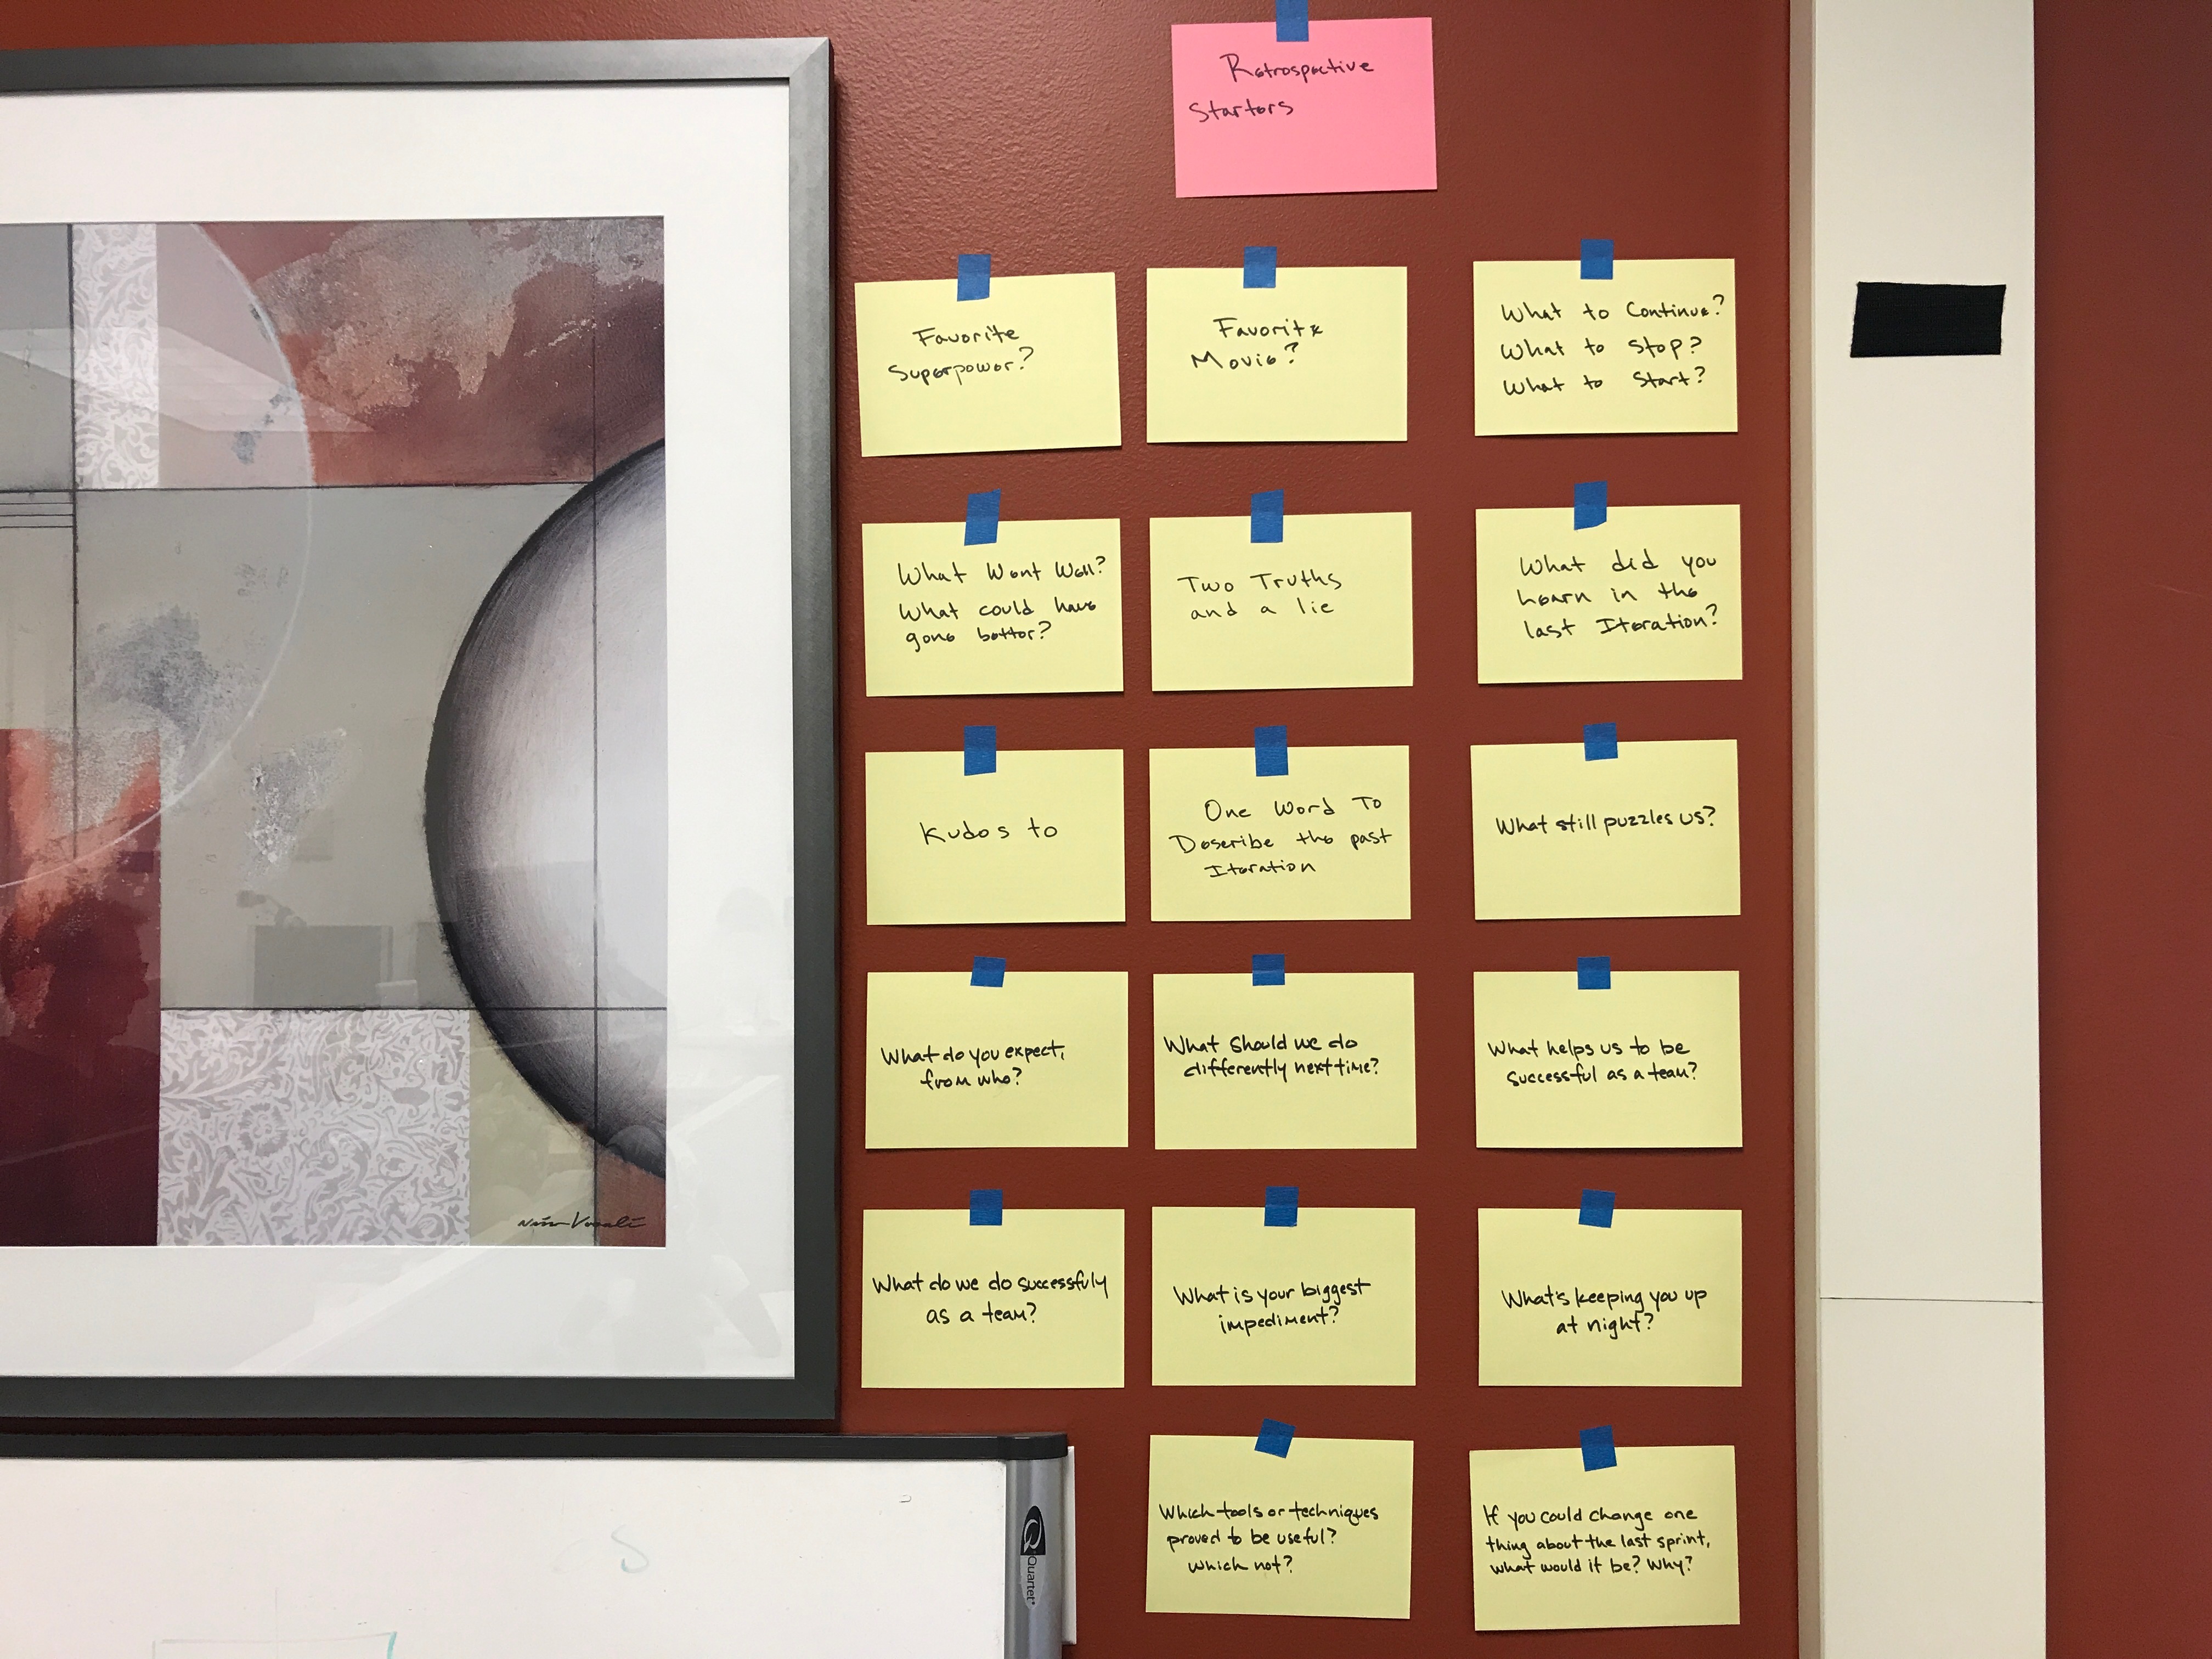 Retrospective
Starters
Favorite
Superpower?
Favorite
Movie?
What to Continue?
What to Stop?
What to Start?
What Went Well?
What could have
gone better?
Two Truths
and a lie
What did you
learn in the
last Iteration?
Kudos to
One Word To
Describe the past
Iteration
What still puzzles us?
What do you expect,
from who?
What should we do
differently next time?
What helps us to be
successful as a team?
What do we do successfuly
as a team?
What is your biggest
impediment?
What's keeping you up
at night?
Which tools or techniques
proved to be useful?
Which not?
If you could change one
thing about the last sprint,
what would it be? Why?
Quartet